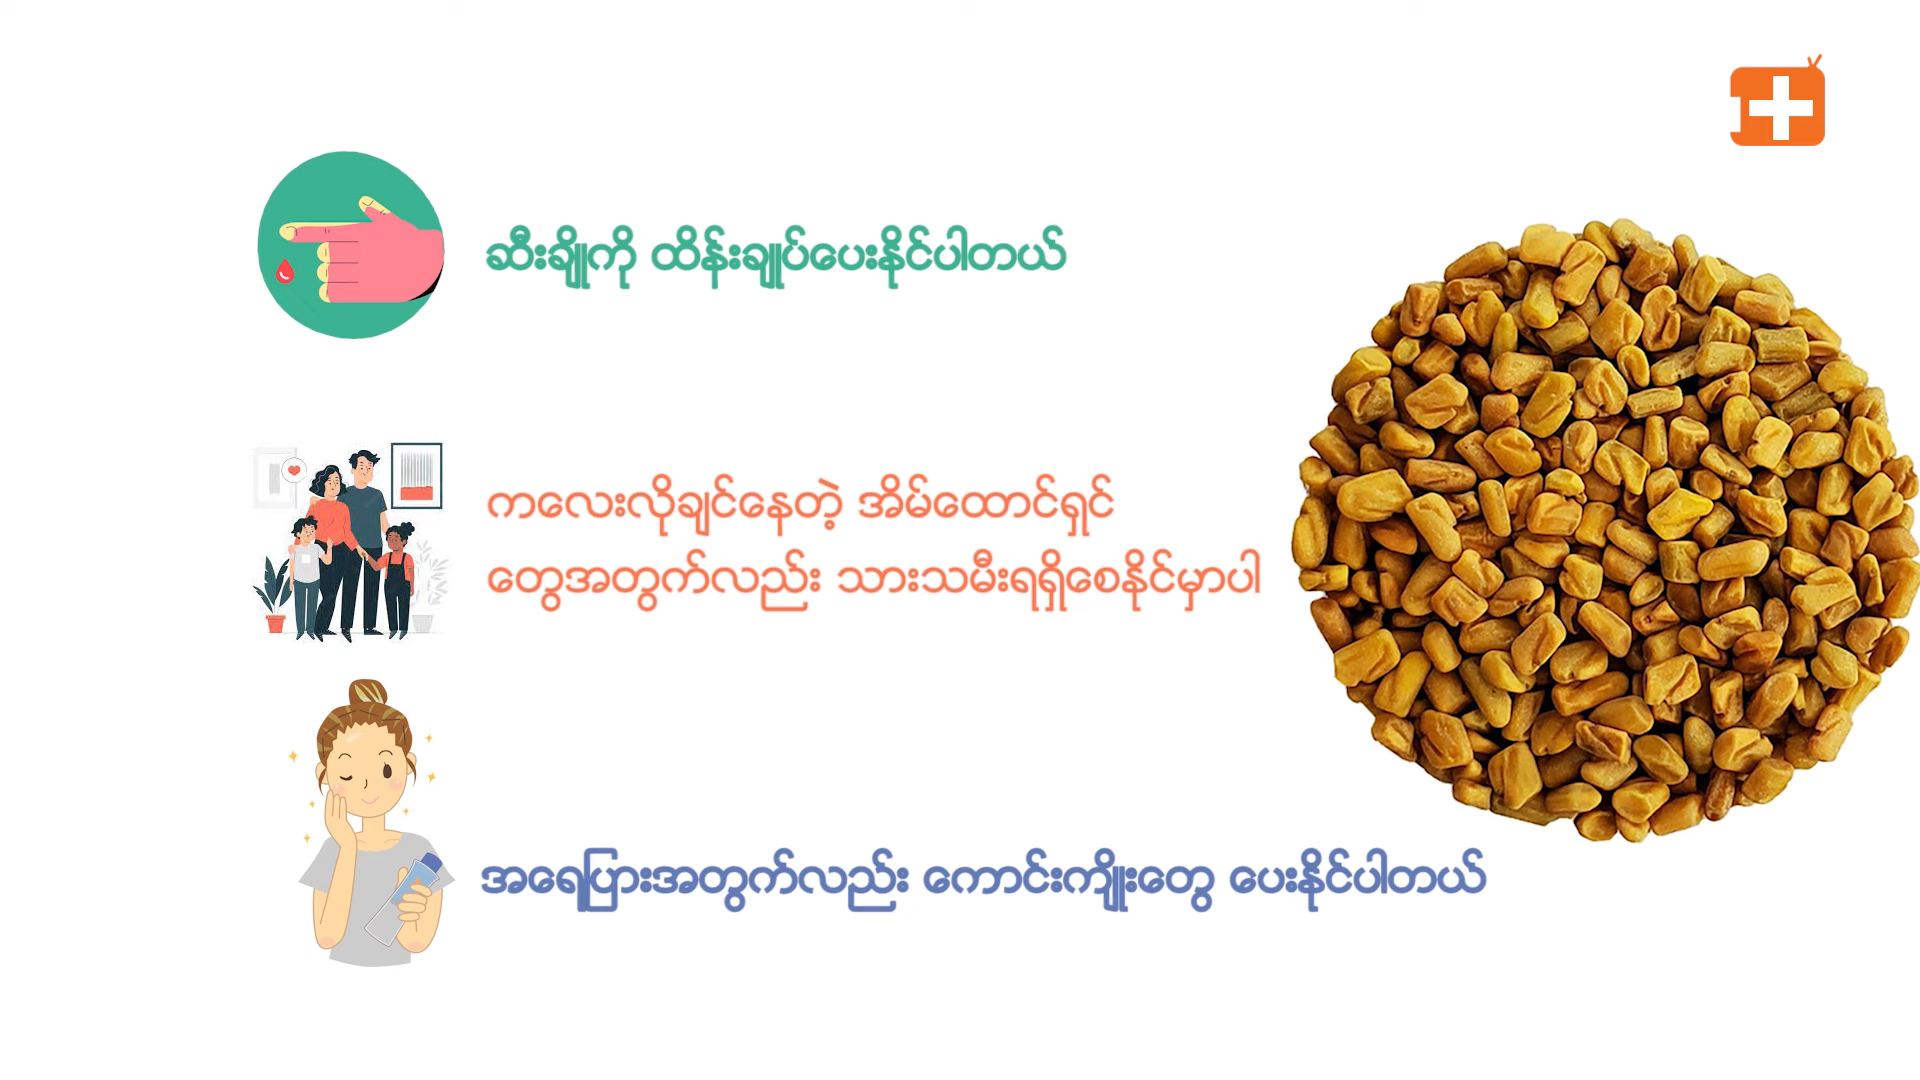 ဆီးချိုကို ထိန်းချုပ်ပေးနိုင်ပါတယ်
ကလေးလိုချင်နေတဲ့ အိမ်ထောင်ရှင်
တွေအတွက်လည်း သားသမီးရရှိစေနိုင်မှာပါ
အရေပြားအတွက်လည်း ကောင်းကျိုးတွေ ပေးနိုင်ပါတယ်